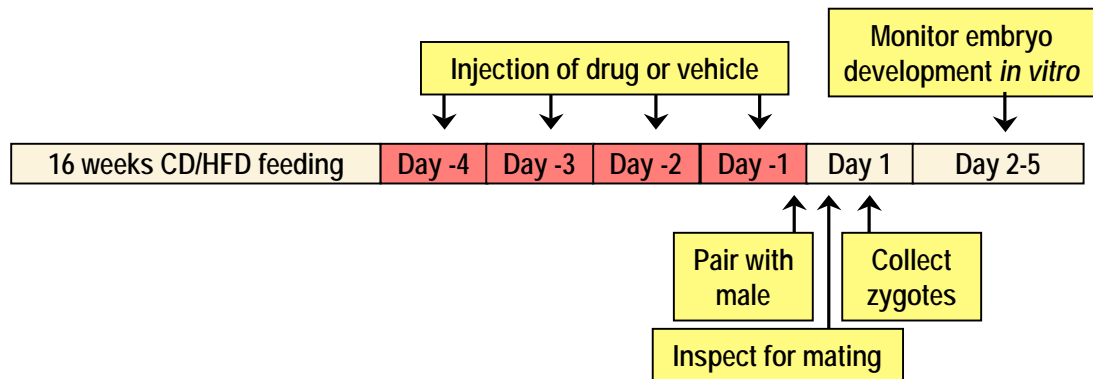 Injection of drug or vehicle
Monitor embryo
development in vitro
16 weeks CD/HFD feeding
Day -4
Day -3
Day -2
Day -1
Day 1
Day 2-5
Pair with
male
Collect
zygotes
Inspect for mating